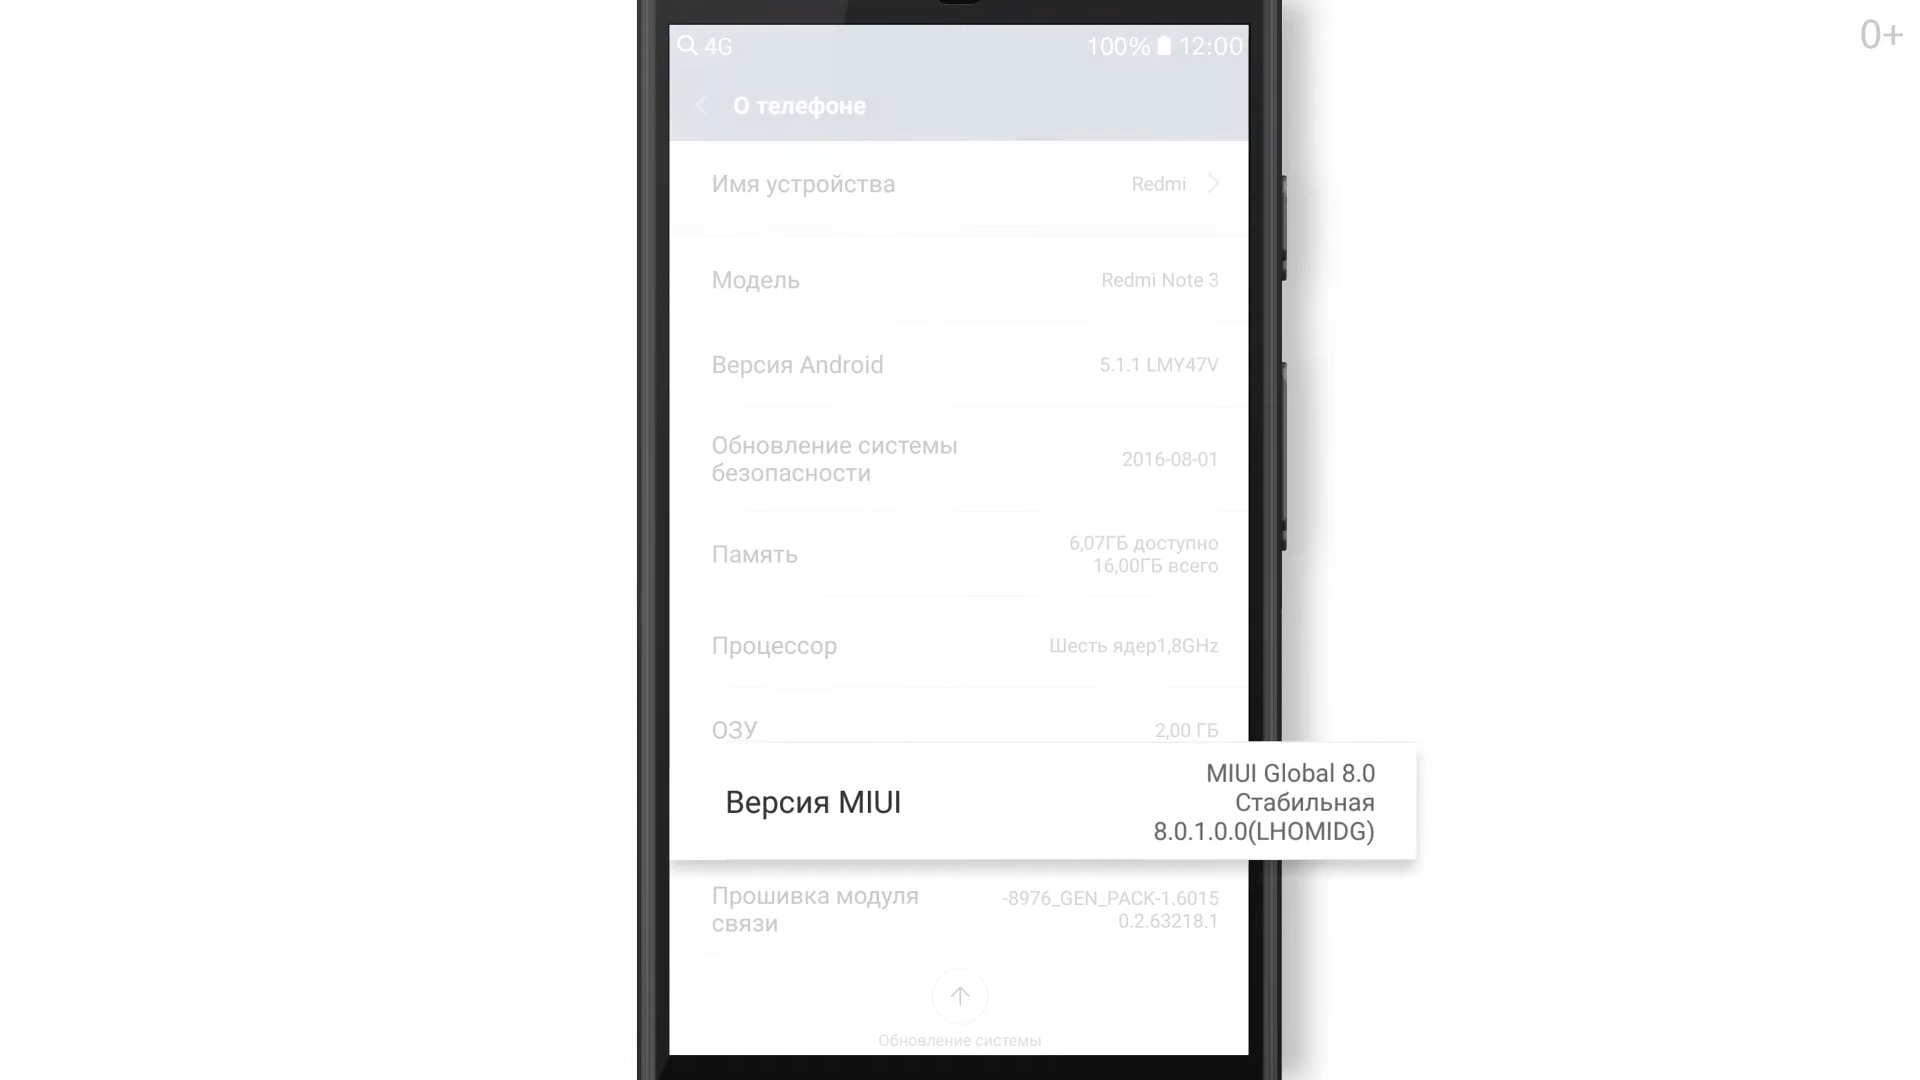 0+
4G
100% 12:00
О телефоне
Имя устройства
Redmi
Модель
Redmi Note 3
Версия Android
5.1.1 LMY47V
Обновление системы
безопасности
2016-08-01
Память
6,07ГБ доступно
16,00ГБ всего
Процессор
Шесть ядер1,8GHz
ОЗУ
2,00 ГБ
Версия MIUI
MIUI Global 8.0
Стабильная
8.0.1.0.0(LHOMIDG)
Прошивка модуля
связи
-8976_GEN_PACK-1.6015
0.2.63218.1
Обновление системы